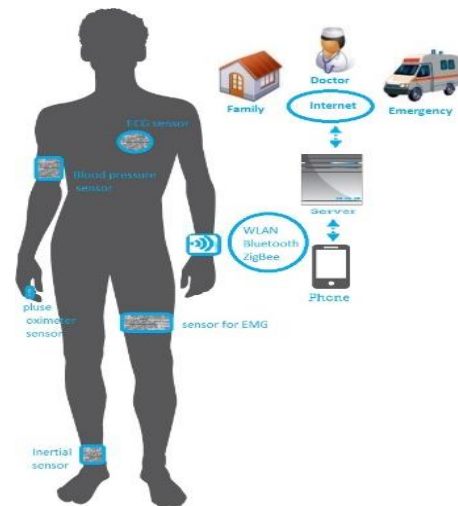 Doctor
Family
Internet
Emergency
ECG sensor
Blood pressure
sensor
Server
WLAN
Bluetooth
ZigBee
Phone
pluse
oximeter
sensor
sensor for EMG
Inertial
sensor